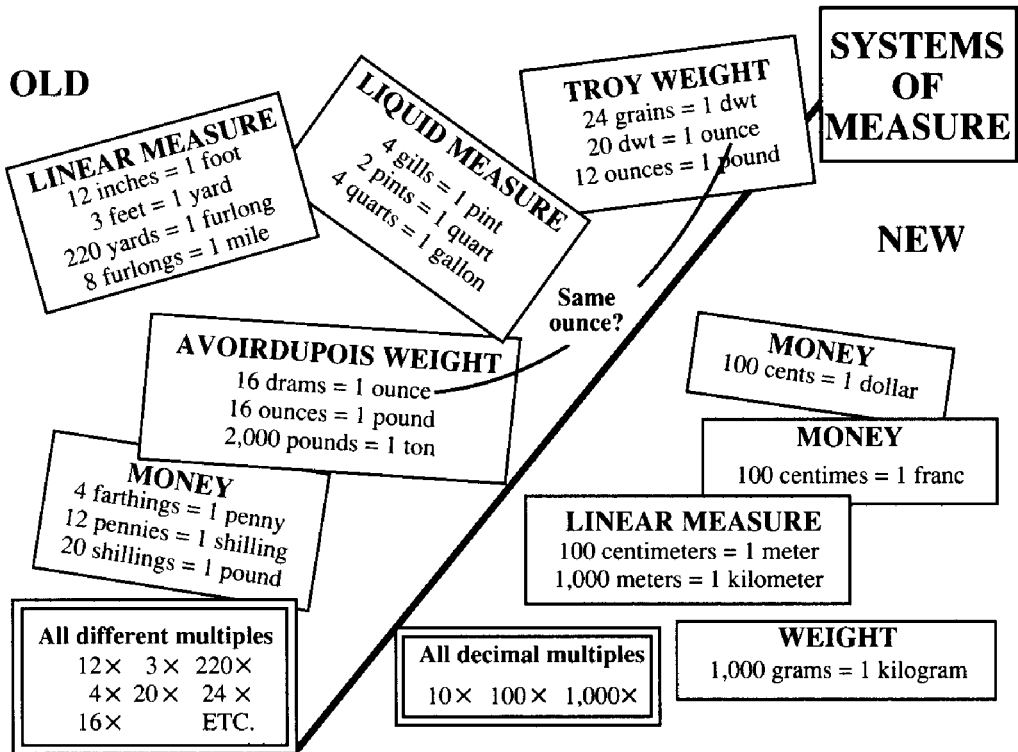 SYSTEMS
OF
MEASURE
OLD
LINEAR MEASURE
12 inches = 1 foot
3 feet = 1 yard
220 yards = 1 furlong
8 furlongs = 1 mile
LIQUID MEASURE
4 gills = 1 pint
2 pints = 1 quart
4 quarts = 1 gallon
TROY WEIGHT
24 grains = 1 dwt
20 dwt = 1 ounce
12 ounces = 1 pound
Same
ounce?
AVOIRDUPOIS WEIGHT
16 drams = 1 ounce
16 ounces = 1 pound
2,000 pounds = 1 ton
MONEY
4 farthings = 1 penny
12 pennies = 1 shilling
20 shillings = 1 pound
All different multiples
12× 3× 220×
4× 20× 24 ×
16× ETC.
NEW
MONEY
100 cents = 1 dollar
MONEY
100 centimes = 1 franc
LINEAR MEASURE
100 centimeters = 1 meter
1,000 meters = 1 kilometer
WEIGHT
1,000 grams = 1 kilogram
All decimal multiples
10× 100× 1,000×